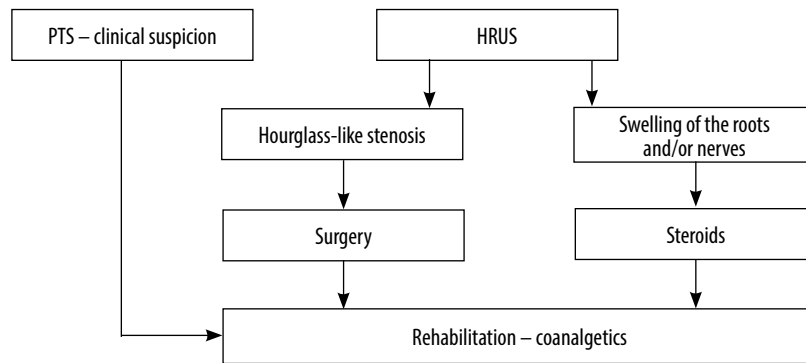 PTS – clinical suspicion
HRUS
Hourglass-like stenosis
Swelling of the roots
and/or nerves
Surgery
Steroids
Rehabilitation – coanalgetics